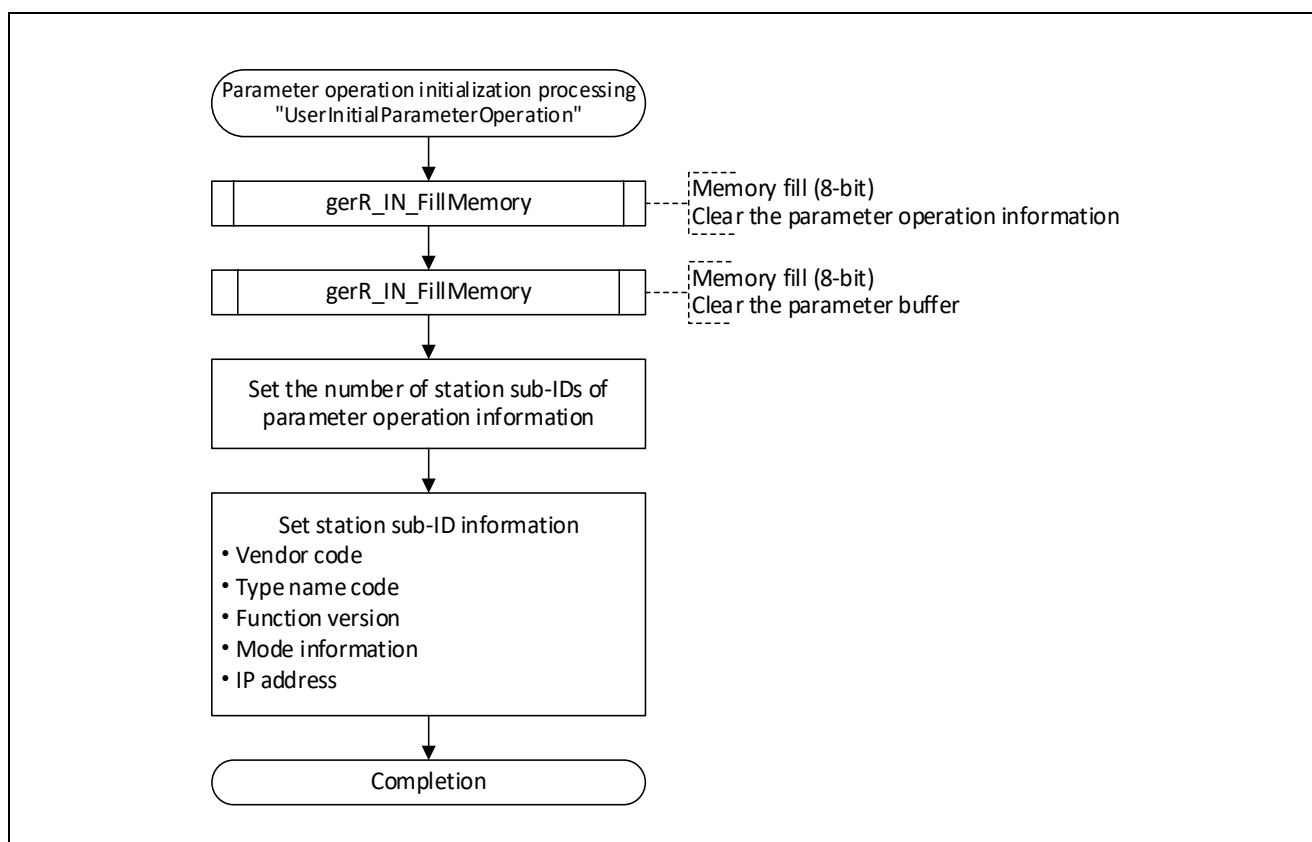 Parameter operation initialization processing
"UserInitialParameterOperation"
gerR_IN_FillMemory
Memory fill (8-bit)
Clear the parameter operation information
gerR_IN_FillMemory
Memory fill (8-bit)
Clear the parameter buffer
Set the number of station sub-IDs of
parameter operation information
Set station sub-ID information
• Vendor code
• Type name code
• Function version
• Mode information
• IP address
Completion